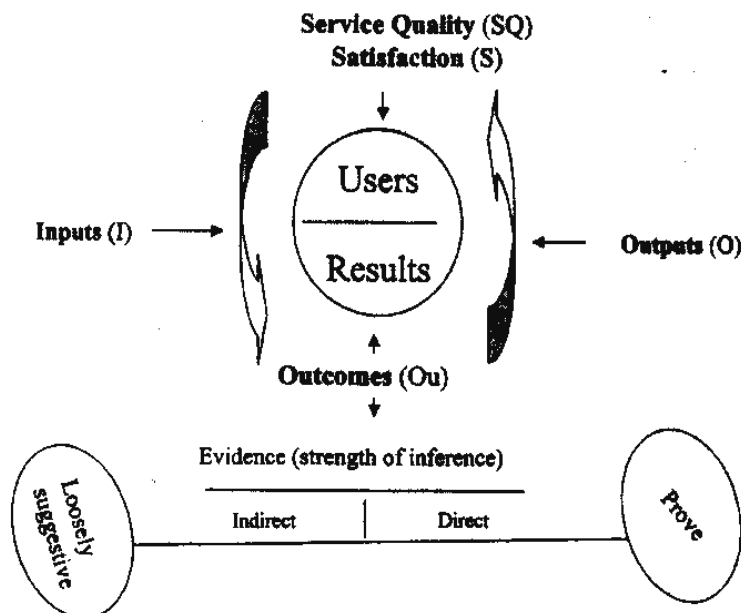 Service Quality (SQ)
Satisfaction (S)
Users
Inputs (I)
Outputs (O)
Results
Outcomes (Ou)
Evidence (strength of inference)
Loosely
suggestive
Indirect
Direct
Prove